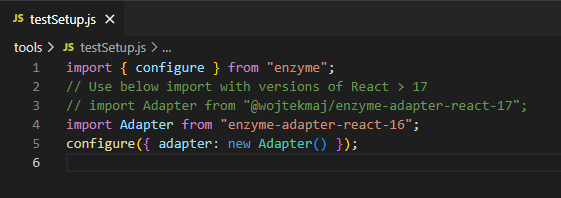 JS testSetup.js ×
tools > JS testSetup.js > ...
1 import { configure } from "enzyme";
2 // Use below import with versions of React > 17
3 // import Adapter from "@wojtekmaj/enzyme-adapter-react-17";
4 import Adapter from "enzyme-adapter-react-16";
5 configure({ adapter: new Adapter() });
6